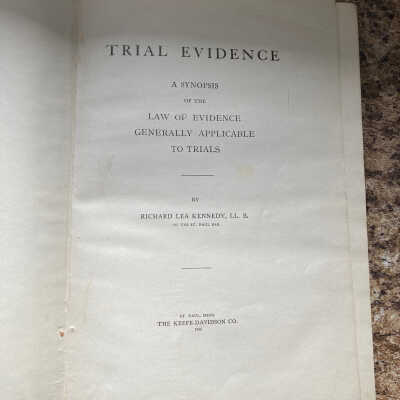 TRIAL EVIDENCE
A SYNOPSIS
OF THE
LAW OF EVIDENCE
GENERALLY APPLICABLE
TO TRIALS
BY
RICHARD LEA KENNEDY, LL. B.
OF THE ST. PAUL BAR
ST. PAUL, MINN.
THE KEEFE-DAVIDSON CO.